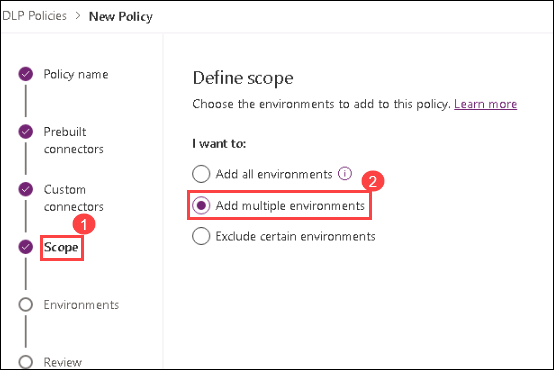 DLP Policies > New Policy
Policy name
Prebuilt
connectors
Custom
connectors
1
Scope
Environments
Review
Define scope
Choose the environments to add to this policy. Learn more
I want to:
Add all environments
2
Add multiple environments
Exclude certain environments